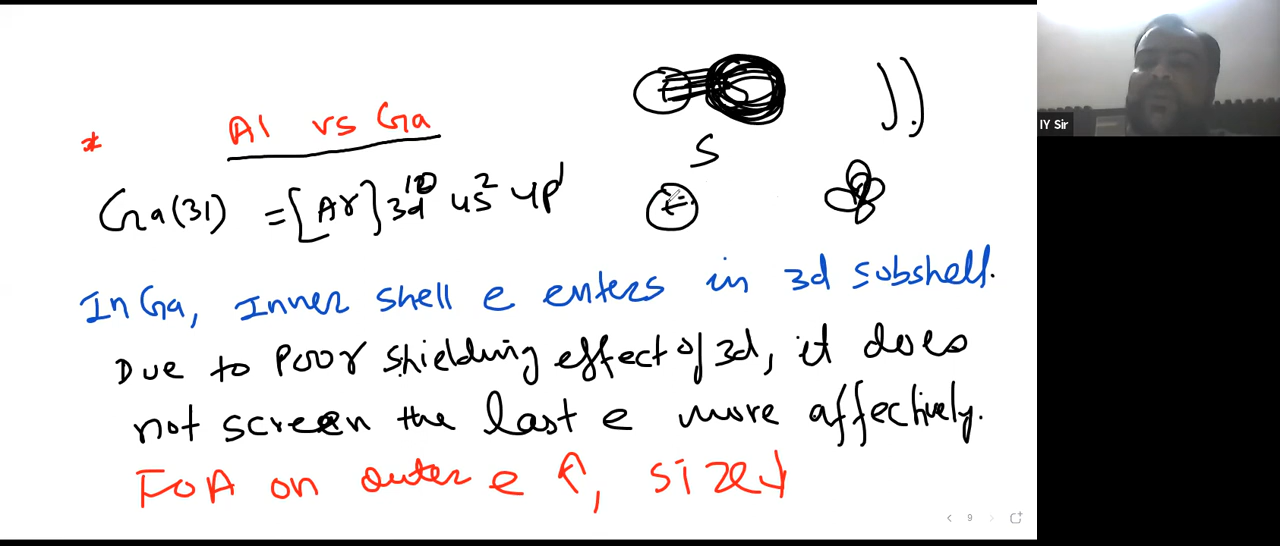 * Al vs Ga
S
Ga(31) = [Ar] 3d¹⁰ 4s² 4p¹
In Ga, Inner shell e enters in 3d subshell.
Due to Poor shielding effect of 3d, it does
not screen the last e more affectively.
FOA on outer e ↑, size↓
IY Sir
9